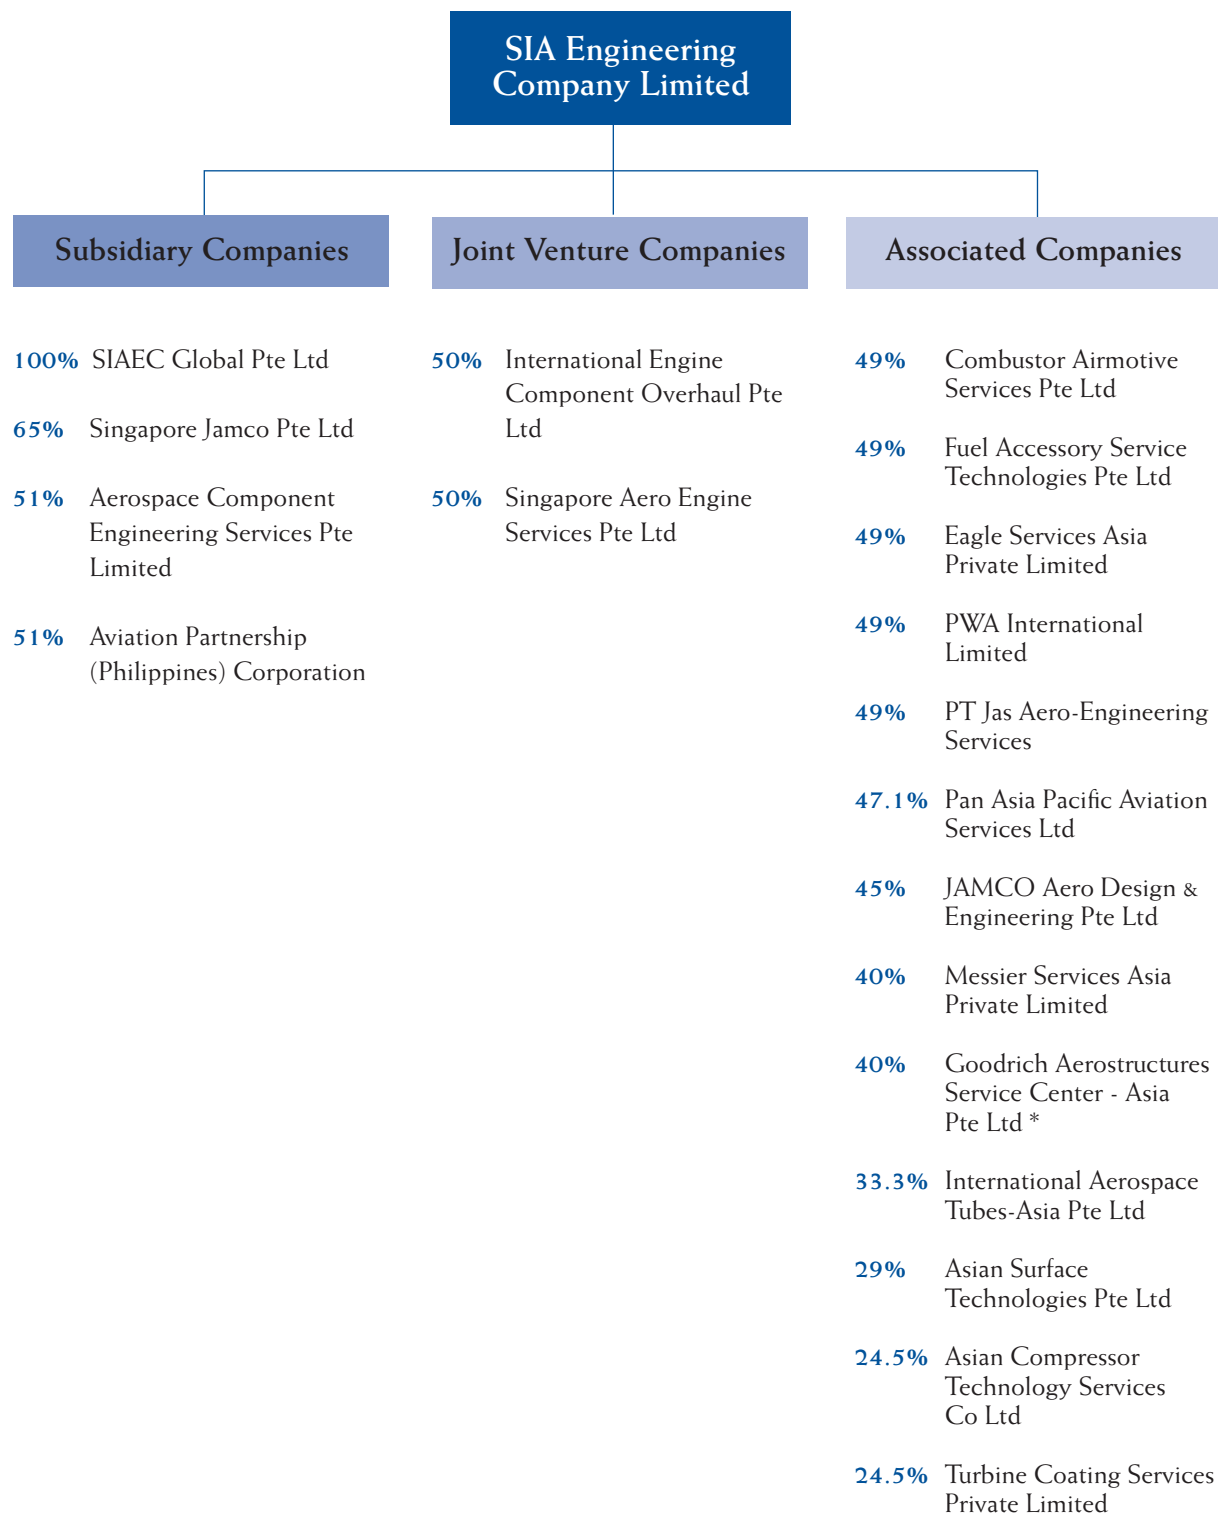 SIA Engineering
Company Limited
Subsidiary Companies
100% SIAEC Global Pte Ltd
65% Singapore Jamco Pte Ltd
51% Aerospace Component
Engineering Services Pte
Limited
51% Aviation Partnership
(Philippines) Corporation
Joint Venture Companies
50% International Engine
Component Overhaul Pte
Ltd
50% Singapore Aero Engine
Services Pte Ltd
Associated Companies
49% Combustor Airmotive
Services Pte Ltd
49% Fuel Accessory Service
Technologies Pte Ltd
49% Eagle Services Asia
Private Limited
49% PWA International
Limited
49% PT Jas Aero-Engineering
Services
47.1% Pan Asia Pacific Aviation
Services Ltd
45% JAMCO Aero Design &
Engineering Pte Ltd
40% Messier Services Asia
Private Limited
40% Goodrich Aerostructures
Service Center - Asia
Pte Ltd *
33.3% International Aerospace
Tubes-Asia Pte Ltd
29% Asian Surface
Technologies Pte Ltd
24.5% Asian Compressor
Technology Services
Co Ltd
24.5% Turbine Coating Services
Private Limited